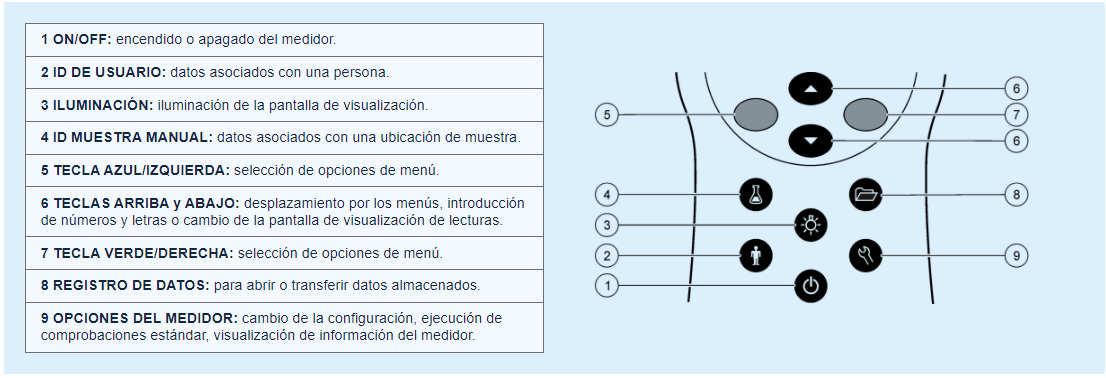 1 ON/OFF: encendido o apagado del medidor.
2 ID DE USUARIO: datos asociados con una persona.
3 ILUMINACIÓN: iluminación de la pantalla de visualización.
4 ID MUESTRA MANUAL: datos asociados con una ubicación de muestra.
5 TECLA AZUL/IZQUIERDA: selección de opciones de menú.
6 TECLAS ARRIBA y ABAJO: desplazamiento por los menús, introducción
de números y letras o cambio de la pantalla de visualización de lecturas.
7 TECLA VERDE/DERECHA: selección de opciones de menú.
8 REGISTRO DE DATOS: para abrir o transferir datos almacenados.
9 OPCIONES DEL MEDIDOR: cambio de la configuración, ejecución de
comprobaciones estándar, visualización de información del medidor.
6
5
7
6
4
8
3
2
9
1